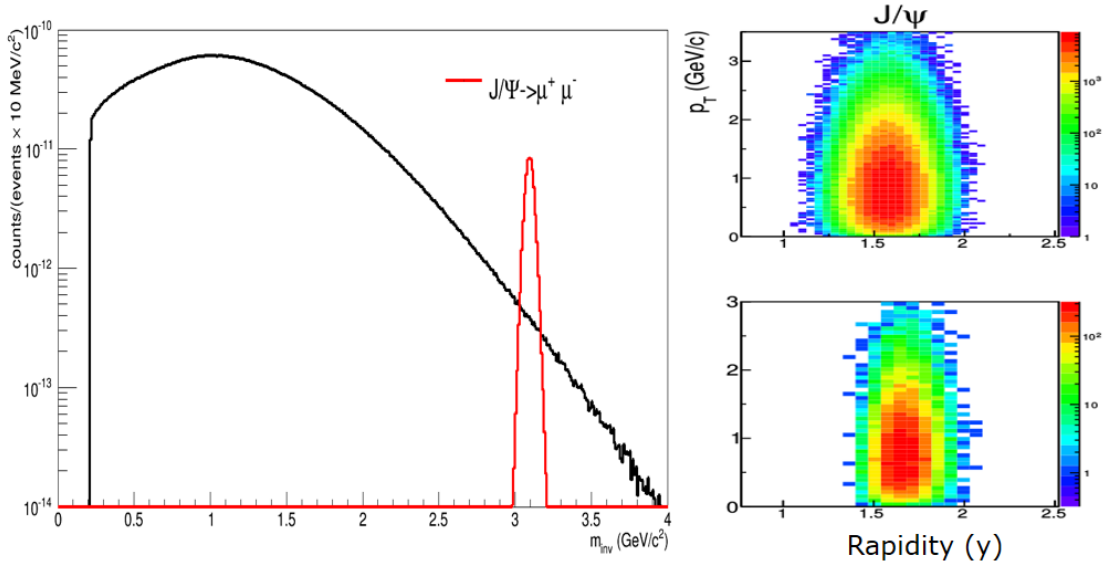 counts/(events × 10 MeV/c²)
10⁻¹⁰
10⁻¹¹
10⁻¹²
10⁻¹³
10⁻¹⁴
J/Ψ->μ⁺ μ⁻
0 0.5 1 1.5 2 2.5 3 3.5 4
m_inv (GeV/c²)
J/ψ
p_T (GeV/c)
3
2
1
0
1 1.5 2 2.5
10³
10²
10
1
3
2
1
0
1 1.5 2 2.5
10²
10
1
Rapidity (y)